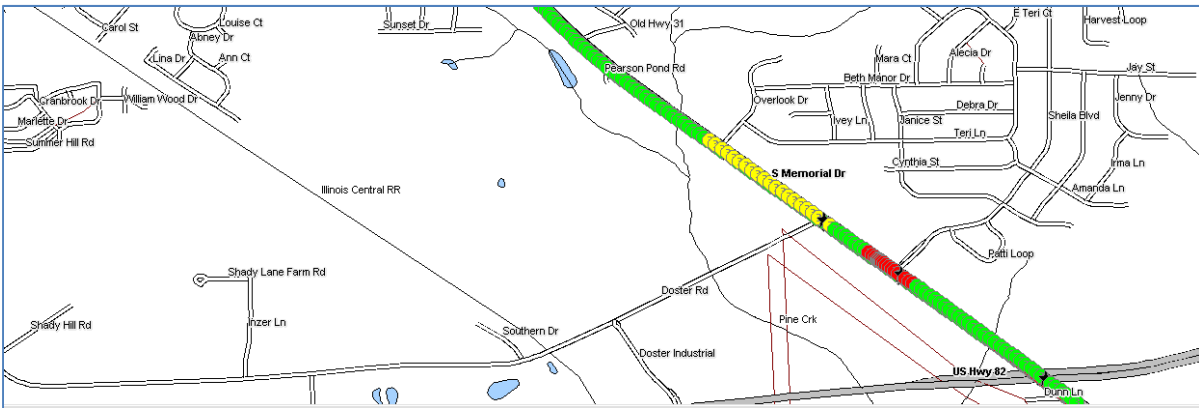 Carol St
Louise Ct
Abney Dr
Lina Dr
Ann Ct
Sunset Dr
Old Hwy 31
E Teri Ct
Harvest Loop
Alecia Dr
Mara Ct
Pearson Pond Rd
Beth Manor Dr
Jay St
Cranbrook Dr
William Wood Dr
Overlook Dr
Debra Dr
Jenny Dr
Marlette Dr
Ivey Ln
Janice St
Sheila Blvd
Summer Hill Rd
Teri Ln
Cynthia St
Irma Ln
S Memorial Dr
Illinois Central RR
Amanda Ln
Patti Loop
Shady Lane Farm Rd
Doster Rd
Inzer Ln
Shady Hill Rd
Southern Dr
Pine Crk
Doster Industrial
US Hwy 82
Dunn Ln